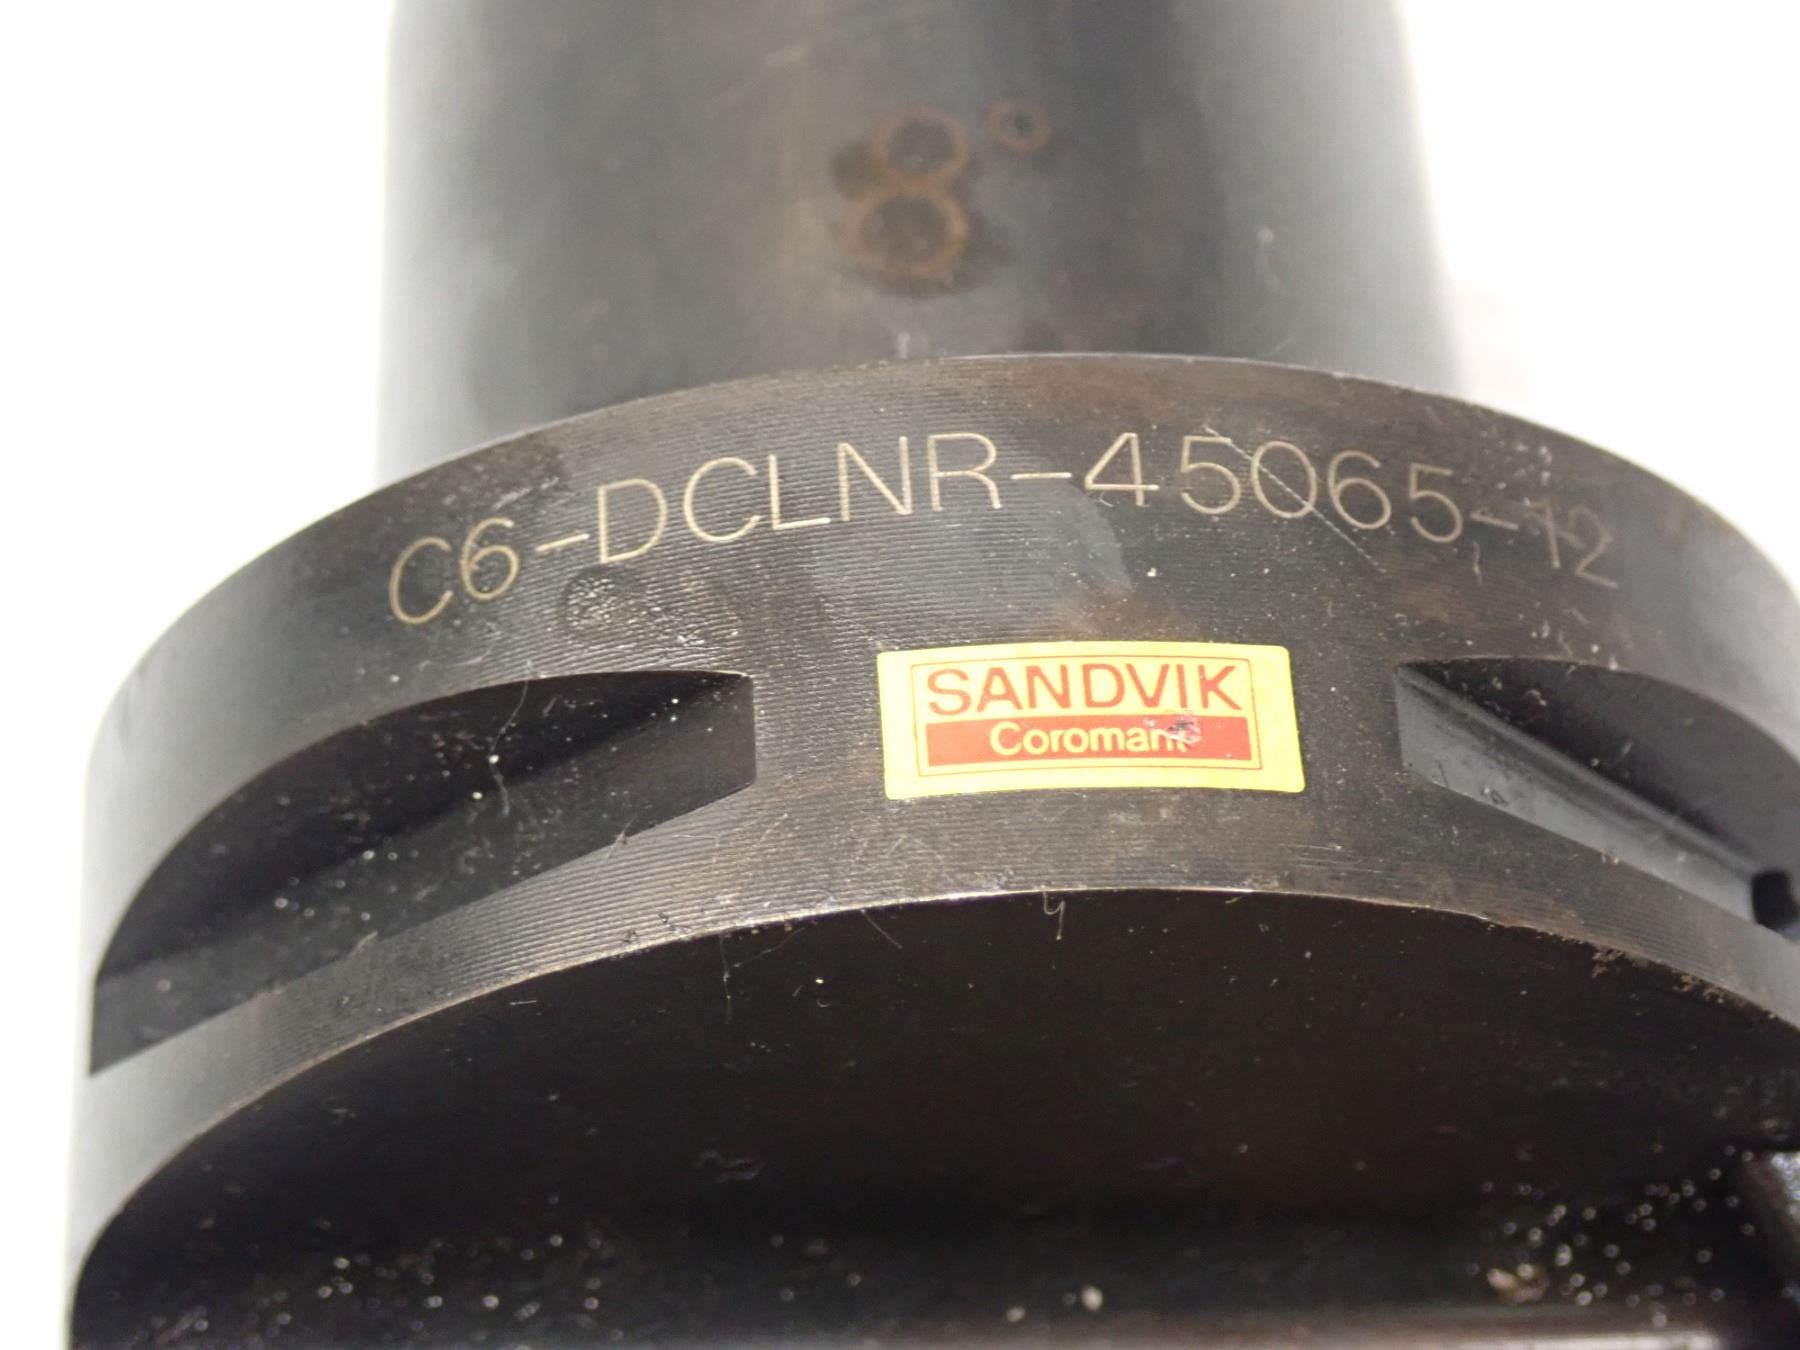 8°
C6-DCLNR-45065-12
SANDVIK
Coromant